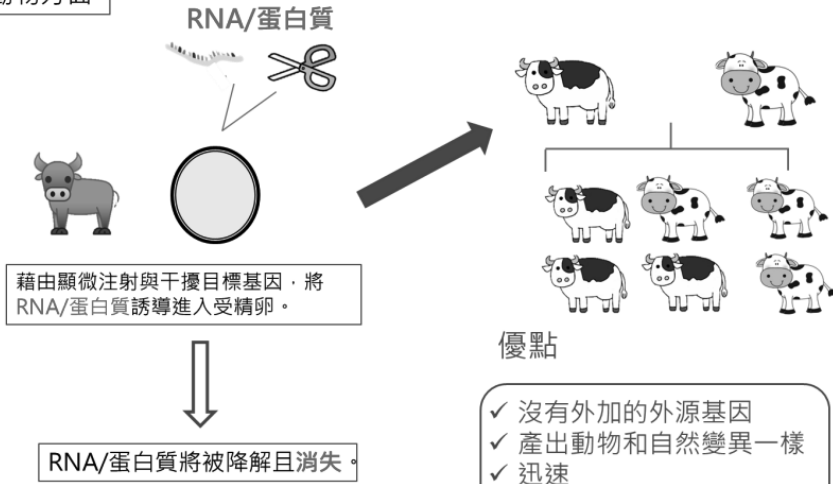 動物方面
RNA/蛋白質
藉由顯微注射與干擾目標基因，將
RNA/蛋白質誘導進入受精卵。
RNA/蛋白質將被降解且消失。
優點
✓ 沒有外加的外源基因
✓ 產出動物和自然變異一樣
✓ 迅速